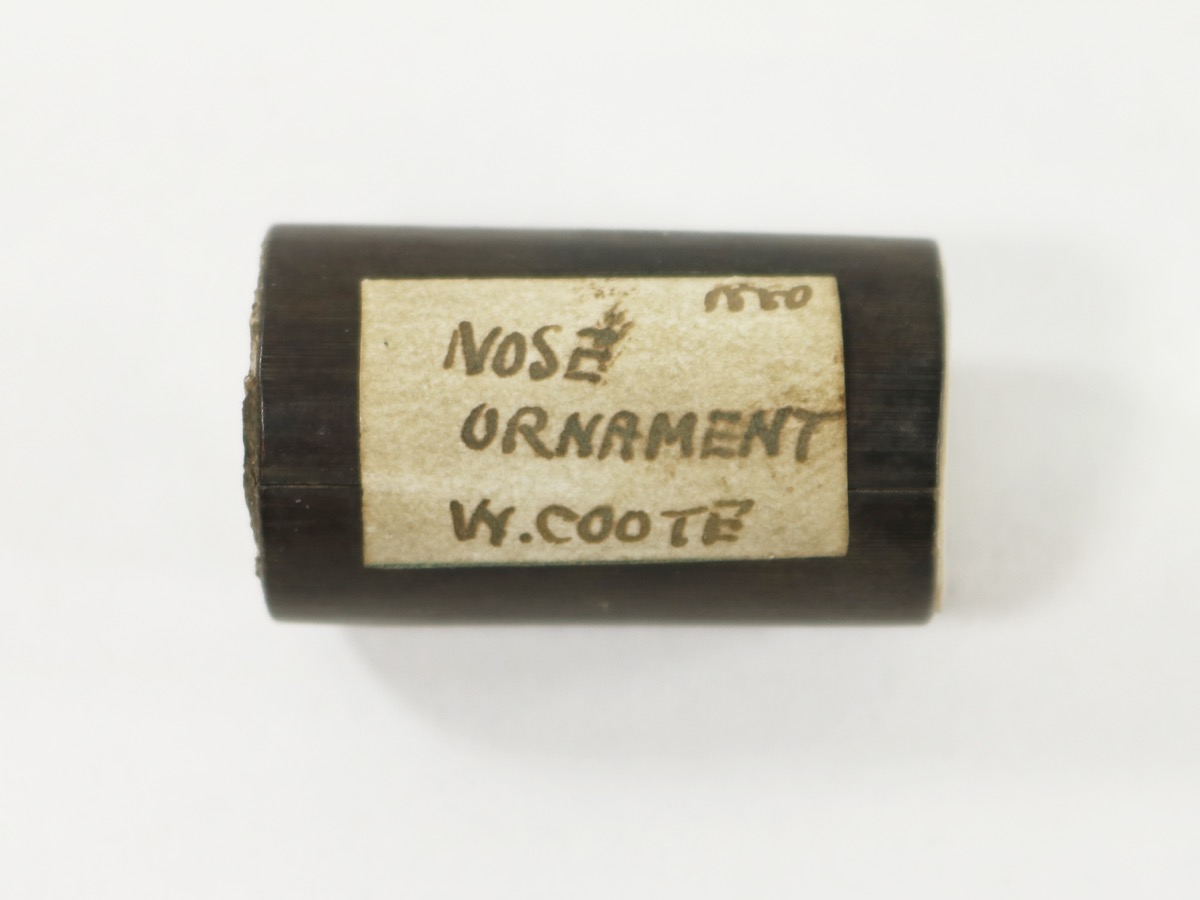 1880
NOSE
ORNAMENT
W. COOTE